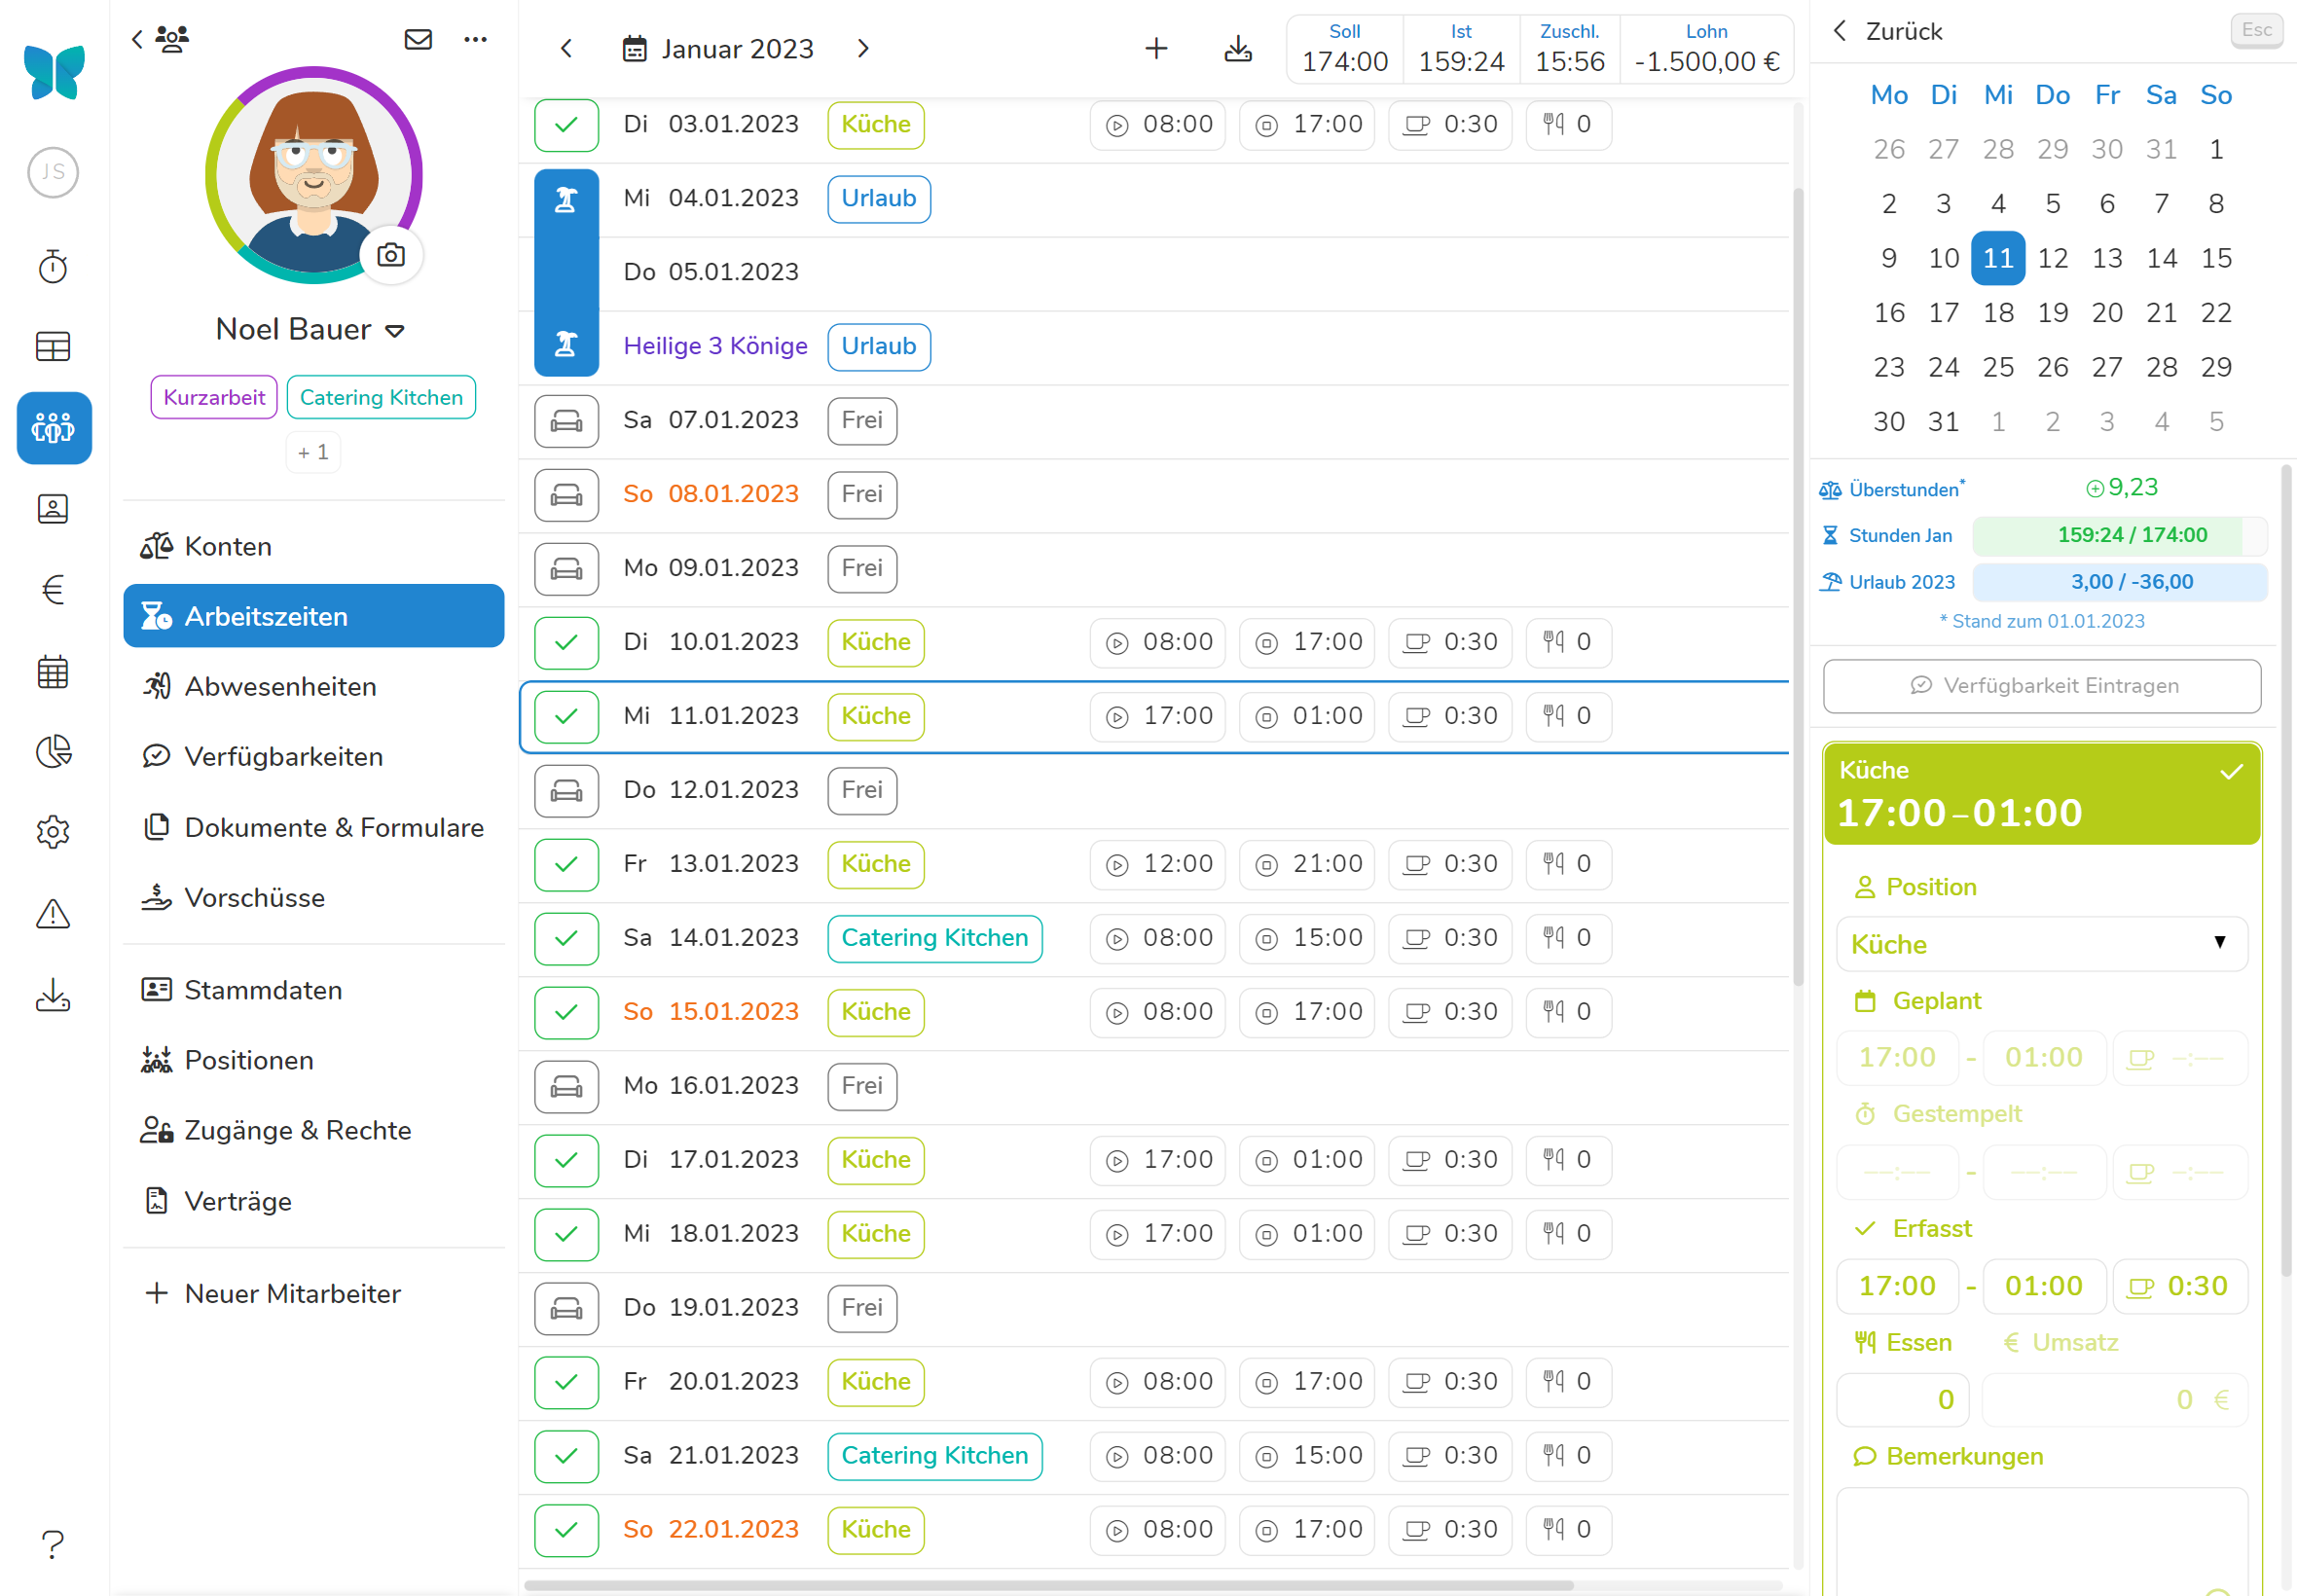 JS
Noel Bauer
Kurzarbeit
Catering Kitchen
+ 1
Konten
Arbeitszeiten
Abwesenheiten
Verfügbarkeiten
Dokumente & Formulare
Vorschüsse
Stammdaten
Positionen
Zugänge & Rechte
Verträge
Neuer Mitarbeiter
?
Januar 2023
Soll Ist Zuschl. Lohn
174:00 159:24 15:56 -1.500,00 €
Di 03.01.2023 Küche 08:00 17:00 0:30 0
Mi 04.01.2023 Urlaub
Do 05.01.2023
Heilige 3 Könige Urlaub
Sa 07.01.2023 Frei
So 08.01.2023 Frei
Mo 09.01.2023 Frei
Di 10.01.2023 Küche 08:00 17:00 0:30 0
Mi 11.01.2023 Küche 17:00 01:00 0:30 0
Do 12.01.2023 Frei
Fr 13.01.2023 Küche 12:00 21:00 0:30 0
Sa 14.01.2023 Catering Kitchen 08:00 15:00 0:30 0
So 15.01.2023 Küche 08:00 17:00 0:30 0
Mo 16.01.2023 Frei
Di 17.01.2023 Küche 17:00 01:00 0:30 0
Mi 18.01.2023 Küche 17:00 01:00 0:30 0
Do 19.01.2023 Frei
Fr 20.01.2023 Küche 08:00 17:00 0:30 0
Sa 21.01.2023 Catering Kitchen 08:00 15:00 0:30 0
So 22.01.2023 Küche 08:00 17:00 0:30 0
Zurück Esc
Mo Di Mi Do Fr Sa So
26 27 28 29 30 31 1
2 3 4 5 6 7 8
9 10 11 12 13 14 15
16 17 18 19 20 21 22
23 24 25 26 27 28 29
30 31 1 2 3 4 5
Überstunden* 9,23
Stunden Jan 159:24 / 174:00
Urlaub 2023 3,00 / -36,00
* Stand zum 01.01.2023
Verfügbarkeit Eintragen
Küche
17:00 – 01:00
Position
Küche
Geplant
17:00 - 01:00 --:--
Gestempelt
--:-- - --:-- --:--
Erfasst
17:00 - 01:00 0:30
Essen € Umsatz
0 0 €
Bemerkungen